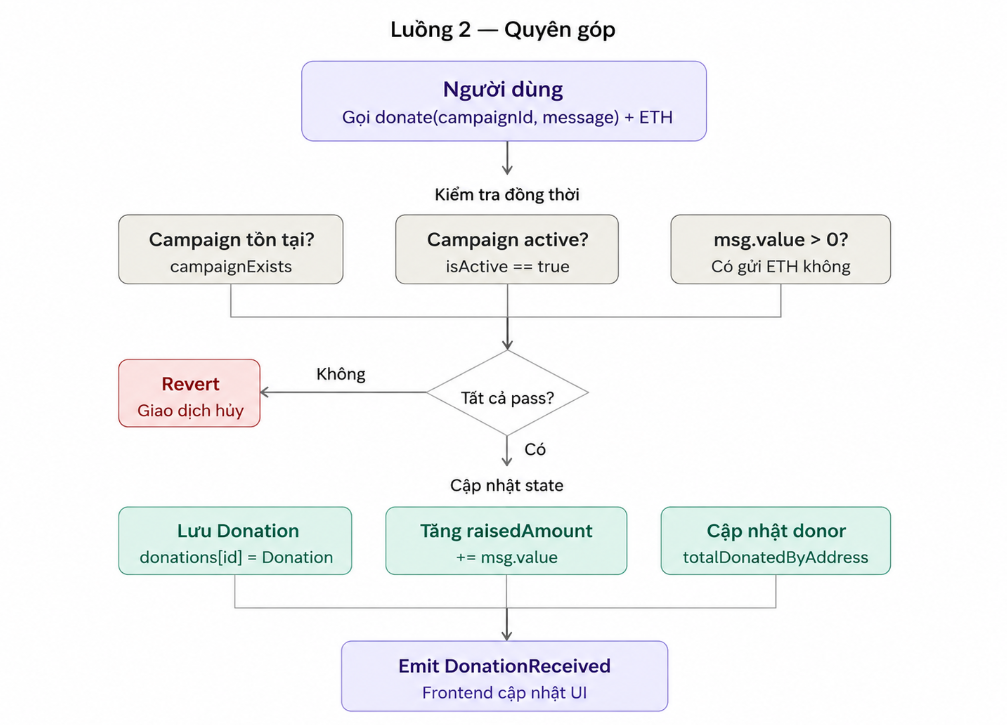 Luồng 2 — Quyên góp
Người dùng
Gọi donate(campaignId, message) + ETH
Kiểm tra đồng thời
Campaign tồn tại?
campaignExists
Campaign active?
isActive == true
msg.value > 0?
Có gửi ETH không
Không
Revert
Giao dịch hủy
Tất cả pass?
Có
Cập nhật state
Lưu Donation
donations[id] = Donation
Tăng raisedAmount
+= msg.value
Cập nhật donor
totalDonatedByAddress
Emit DonationReceived
Frontend cập nhật UI